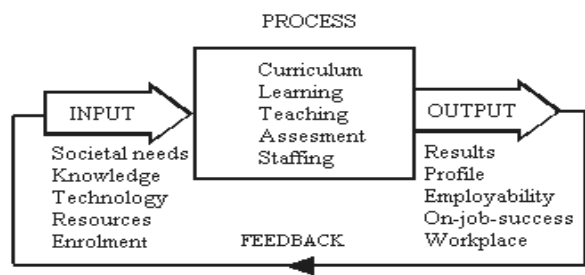 PROCESS
INPUT
Societal needs
Knowledge
Technology
Resources
Enrolment
Curriculum
Learning
Teaching
Assesment
Staffing
OUTPUT
Results
Profile
Employability
On-job-success
Workplace
FEEDBACK